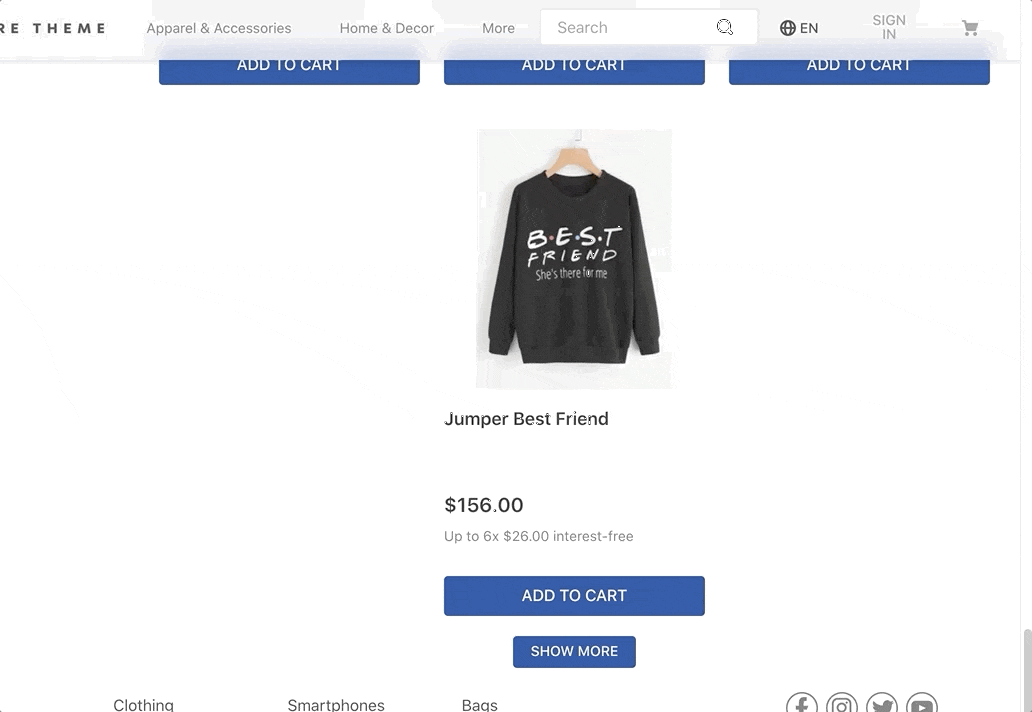 RE THEME
Apparel & Accessories
Home & Decor
More
Search
EN
SIGN
IN
ADD TO CART
ADD TO CART
ADD TO CART
B•E•S•T
FRIEND
She's there for me
Jumper Best Friend
$156.00
Up to 6x $26.00 interest-free
ADD TO CART
SHOW MORE
Clothing
Smartphones
Bags